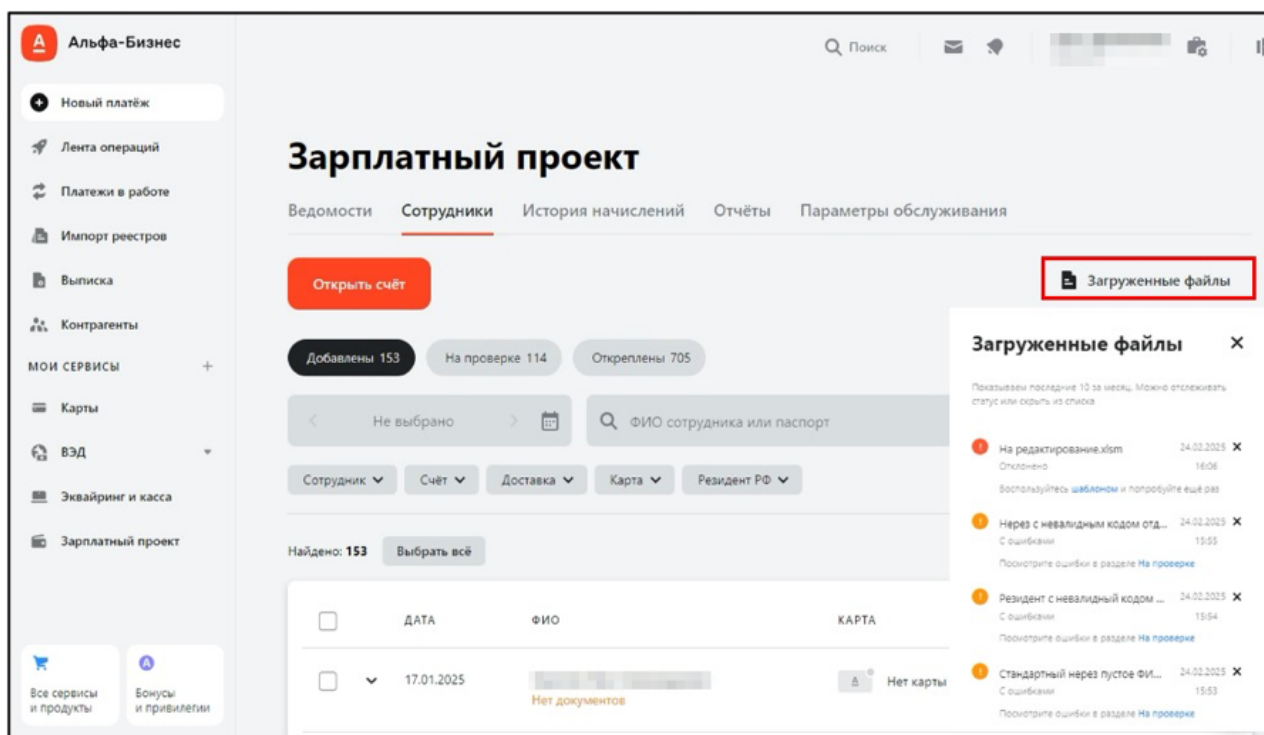 Альфа-Бизнес
Поиск
Новый платёж
Лента операций
Платежи в работе
Импорт реестров
Выписка
Контрагенты
МОИ СЕРВИСЫ
Карты
ВЭД
Эквайринг и касса
Зарплатный проект
Все сервисы и продукты
Бонусы и привилегии
Зарплатный проект
Ведомости Сотрудники История начислений Отчёты Параметры обслуживания
Открыть счёт
Загруженные файлы
Добавлены 153 На проверке 114 Откреплены 705
Не выбрано ФИО сотрудника или паспорт
Сотрудник Счёт Доставка Карта Резидент РФ
Найдено: 153 Выбрать всё
ДАТА ФИО КАРТА
17.01.2025 Нет карты
Нет документов
Загруженные файлы
Показываем последние 10 за месяц. Можно отслеживать
статус или скрыть из списка
На редактирование.xlsm 24.02.2025
Отклонено 16:06
Воспользуйтесь шаблоном и попробуйте ещё раз
Нерез с невалидным кодом отд... 24.02.2025
С ошибками 15:55
Посмотрите ошибки в разделе На проверке
Резидент с невалидный кодом ... 24.02.2025
С ошибками 15:54
Посмотрите ошибки в разделе На проверке
Стандартный нерез пустое ФИ... 24.02.2025
С ошибками 15:53
Посмотрите ошибки в разделе На проверке